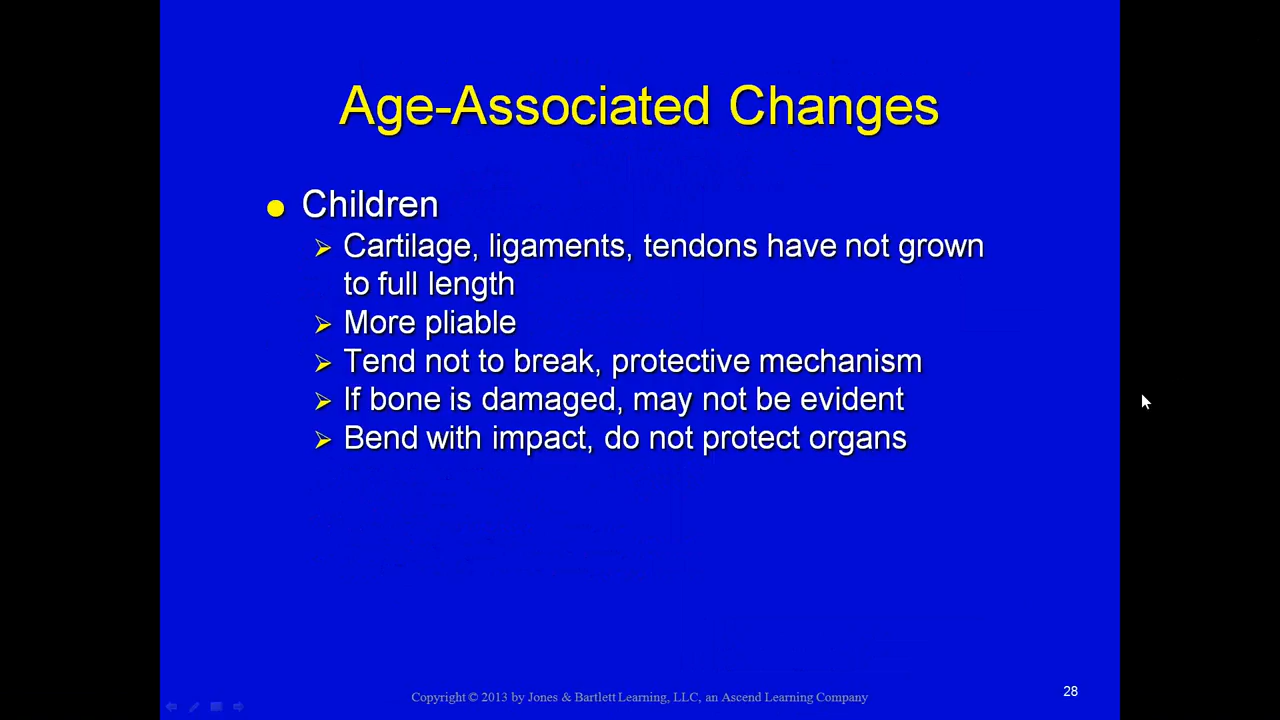 Age-Associated Changes
Children
Cartilage, ligaments, tendons have not grown
to full length
More pliable
Tend not to break, protective mechanism
If bone is damaged, may not be evident
Bend with impact, do not protect organs
28
Copyright © 2013 by Jones & Bartlett Learning, LLC, an Ascend Learning Company